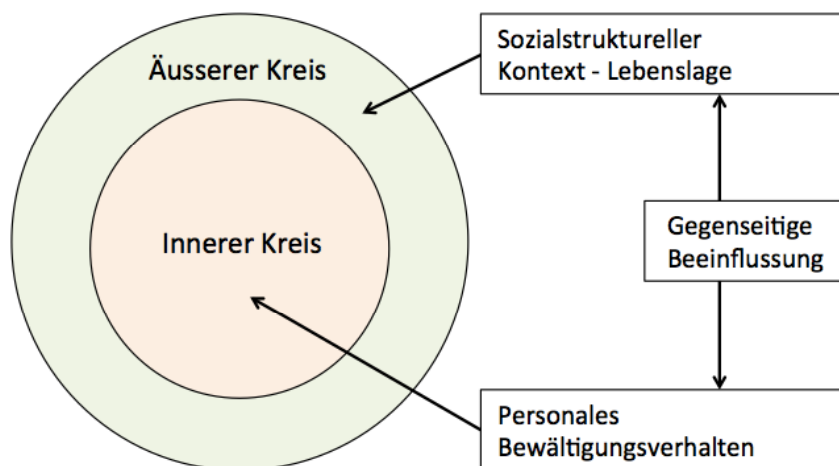 Äusserer Kreis
Innerer Kreis
Sozialstruktureller
Kontext - Lebenslage
Gegenseitige
Beeinflussung
Personales
Bewältigungsverhalten